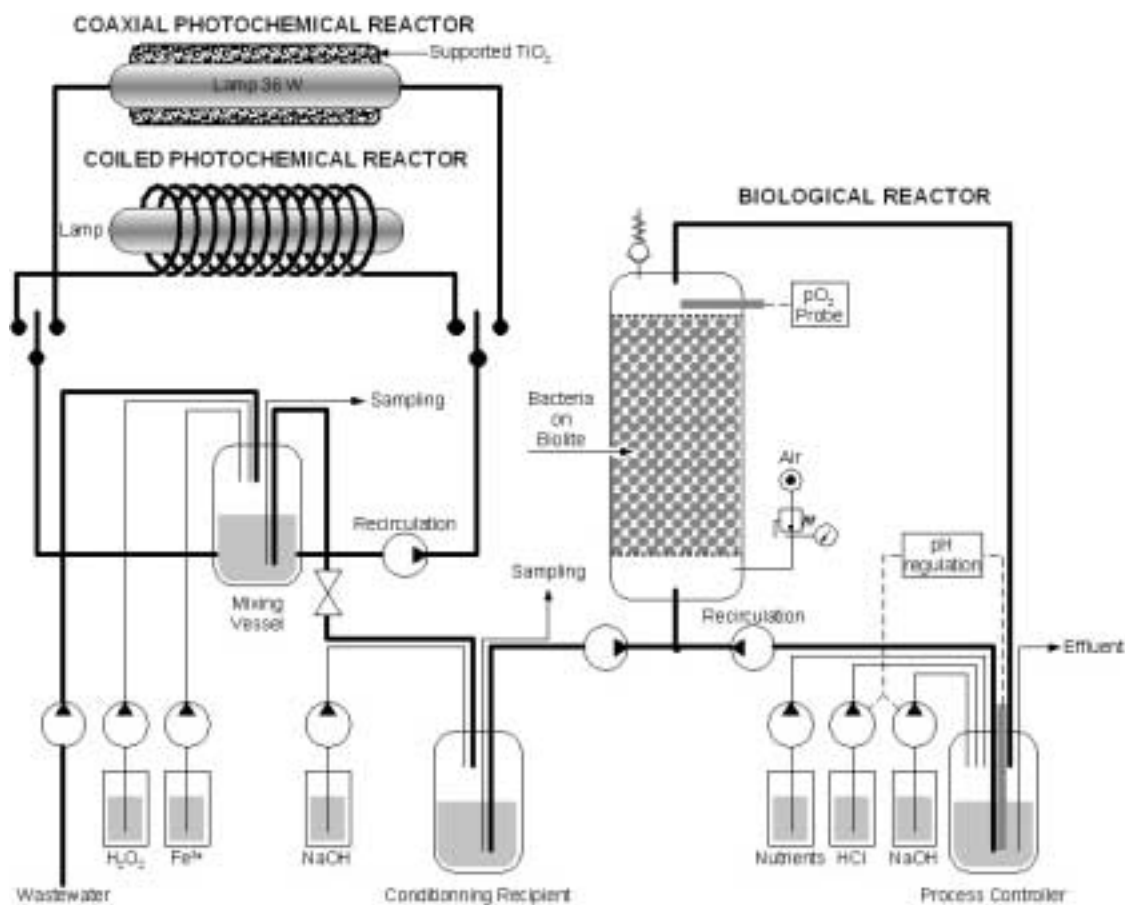 COAXIAL PHOTOCHEMICAL REACTOR
Supported TiO₂
Lamp 36 W
COILED PHOTOCHEMICAL REACTOR
Lamp
BIOLOGICAL REACTOR
pO₂
Probe
Sampling
Bacteria
on
Biolite
Air
Recirculation
pH
regulation
Sampling
Mixing
Vessel
Recirculation
Effluent
H₂O₂
Fe³⁺
NaOH
Nutrients
HCl
NaOH
Wastewater
Conditionning Recipient
Process Controller